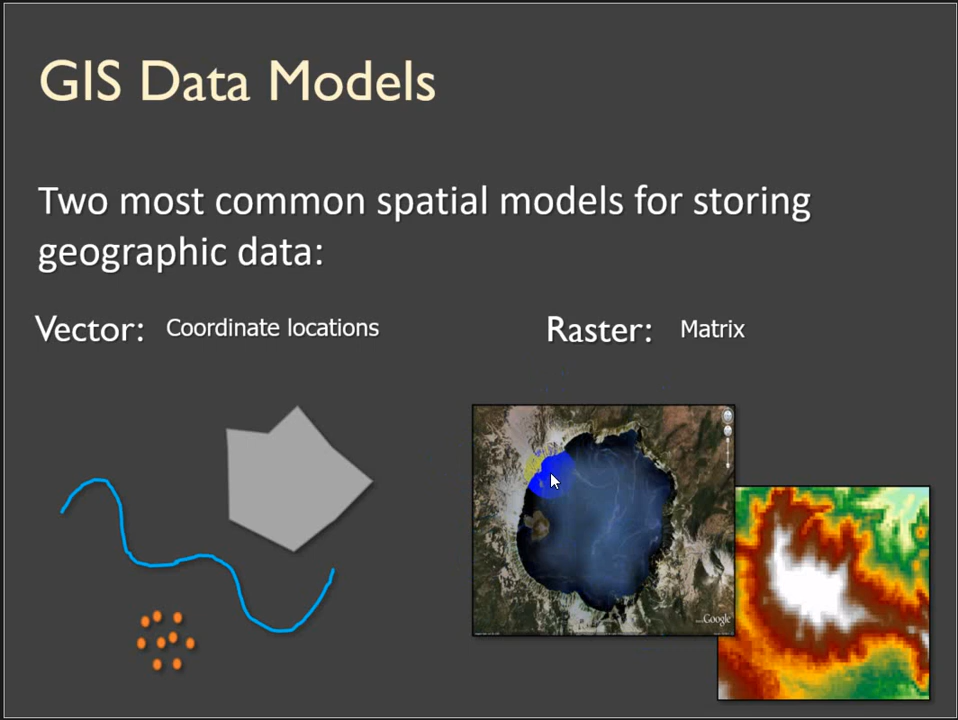 GIS Data Models
Two most common spatial models for storing
geographic data:
Vector: Coordinate locations
Raster: Matrix
Google